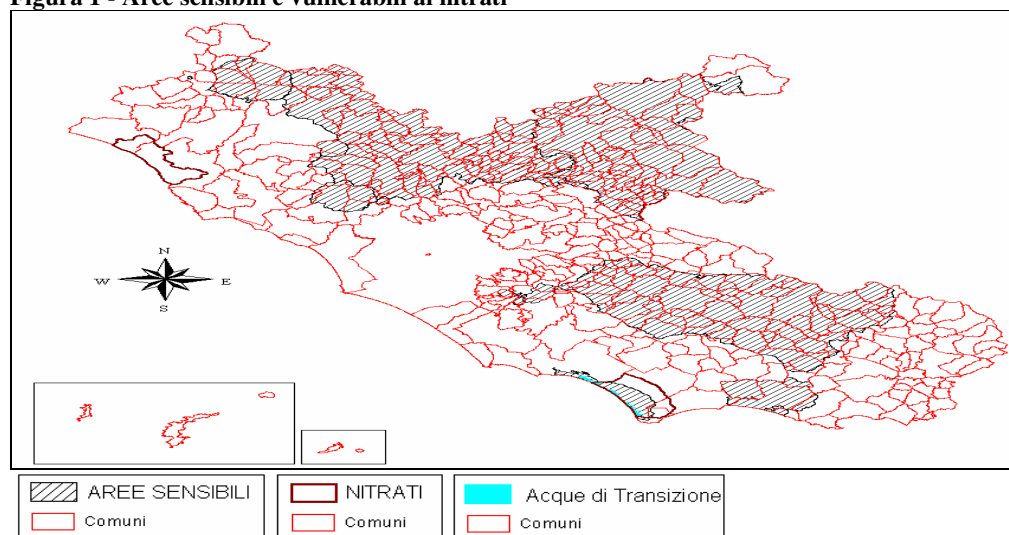 Figura 1 - Aree sensibili e vulnerabili ai nitrati
N
W E
S
AREE SENSIBILI
Comuni
NITRATI
Comuni
Acque di Transizione
Comuni